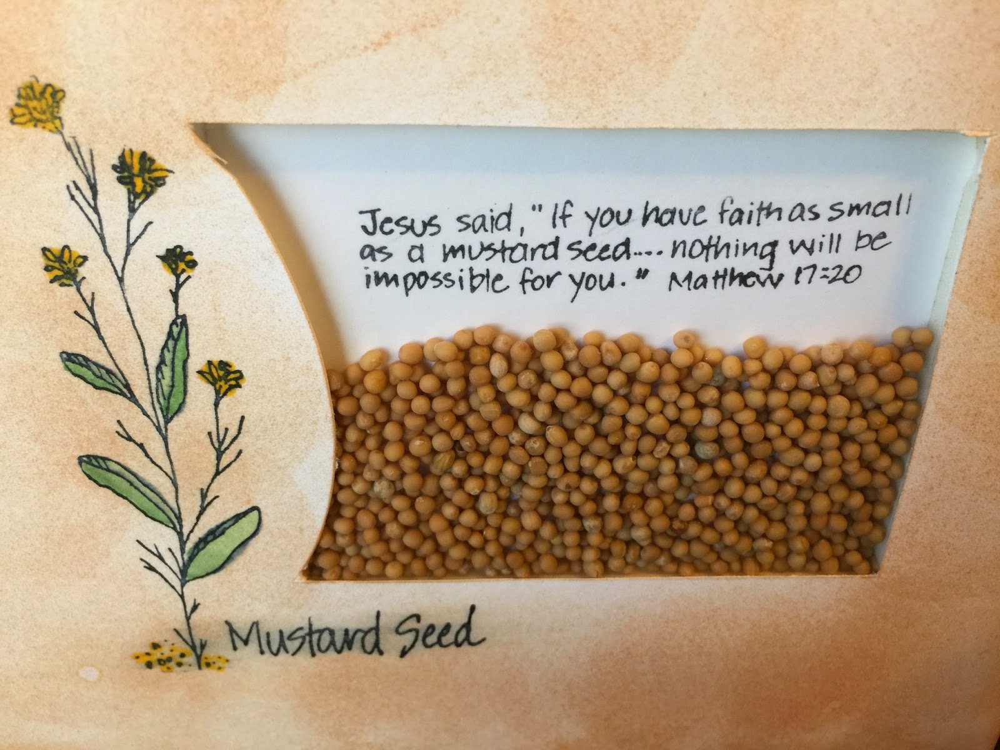 Jesus said, "If you have faith as small
as a mustard seed.... nothing will be
impossible for you." Matthew 17:20
Mustard Seed